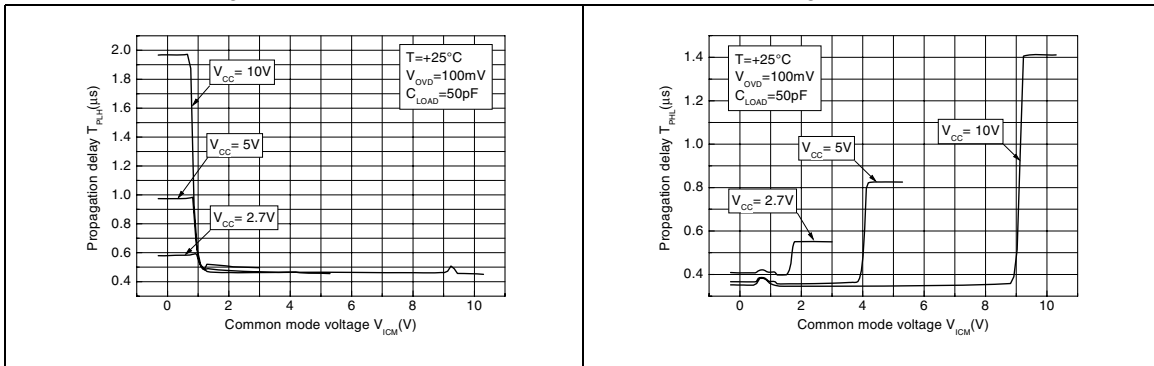 Propagation delay T_PLH(µs)
2.0
1.8
1.6
1.4
1.2
1.0
0.8
0.6
0.4
V_CC= 10V
V_CC= 5V
V_CC= 2.7V
T=+25°C
V_OVD=100mV
C_LOAD=50pF
0 2 4 6 8 10
Common mode voltage V_ICM(V)
Propagation delay T_PHL(µs)
1.4
1.2
1.0
0.8
0.6
0.4
T=+25°C
V_OVD=100mV
C_LOAD=50pF
V_CC= 10V
V_CC= 5V
V_CC= 2.7V
0 2 4 6 8 10
Common mode voltage V_ICM(V)